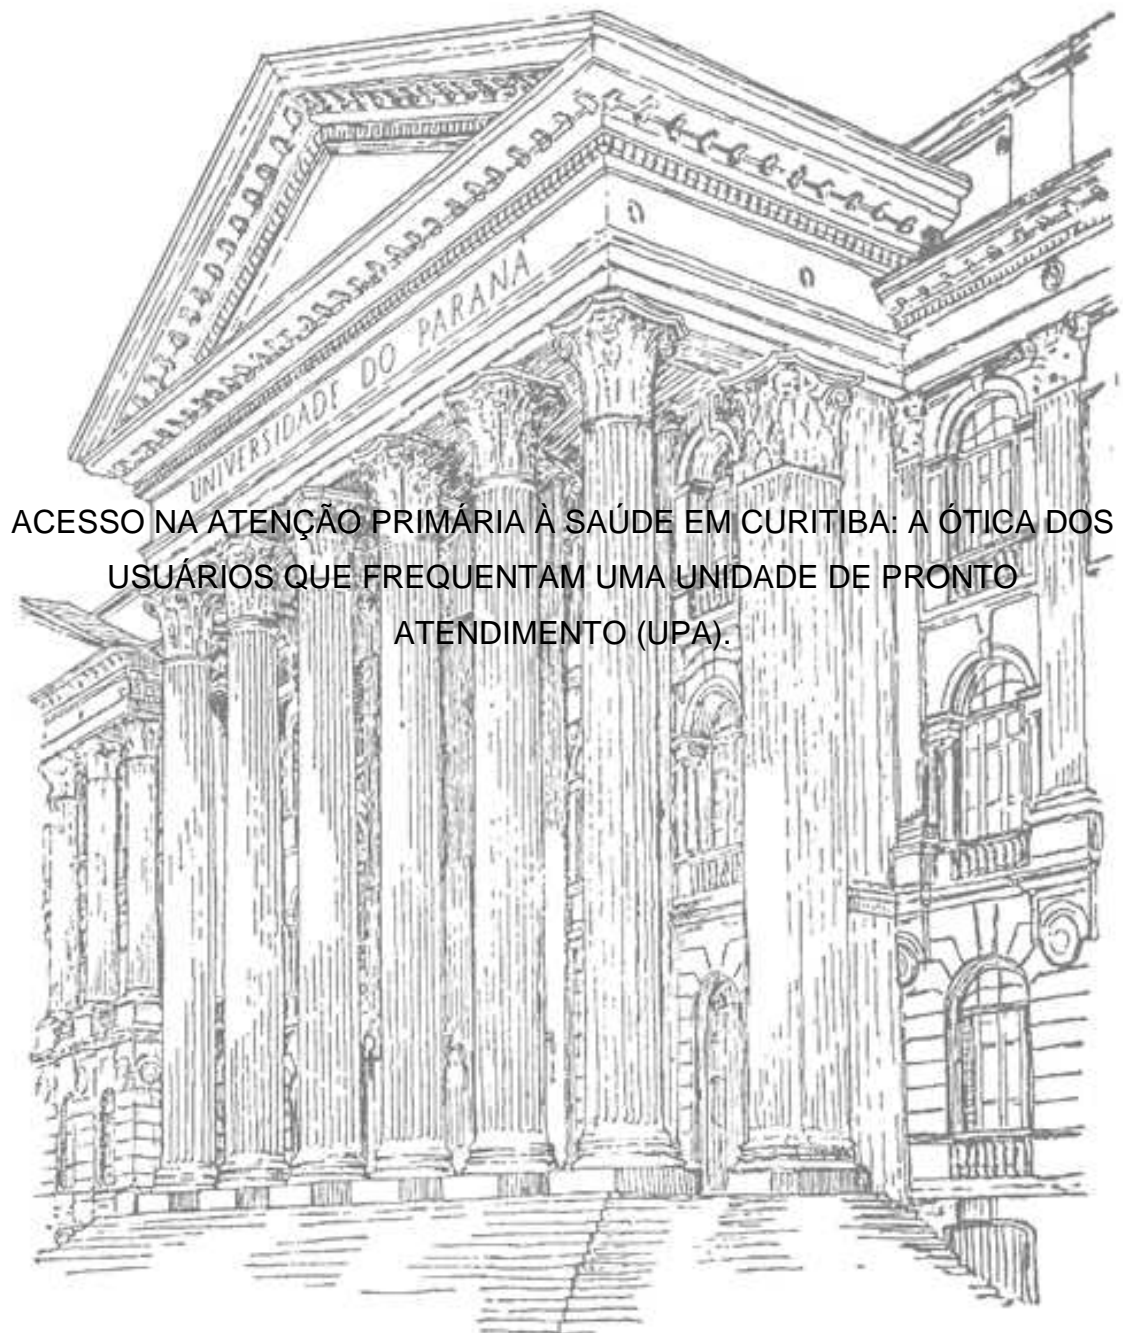 UNIVERSIDADE DO PARANÁ
ACESSO NA ATENÇÃO PRIMÁRIA À SAÚDE EM CURITIBA: A ÓTICA DOS
USUÁRIOS QUE FREQUENTAM UMA UNIDADE DE PRONTO
ATENDIMENTO (UPA).